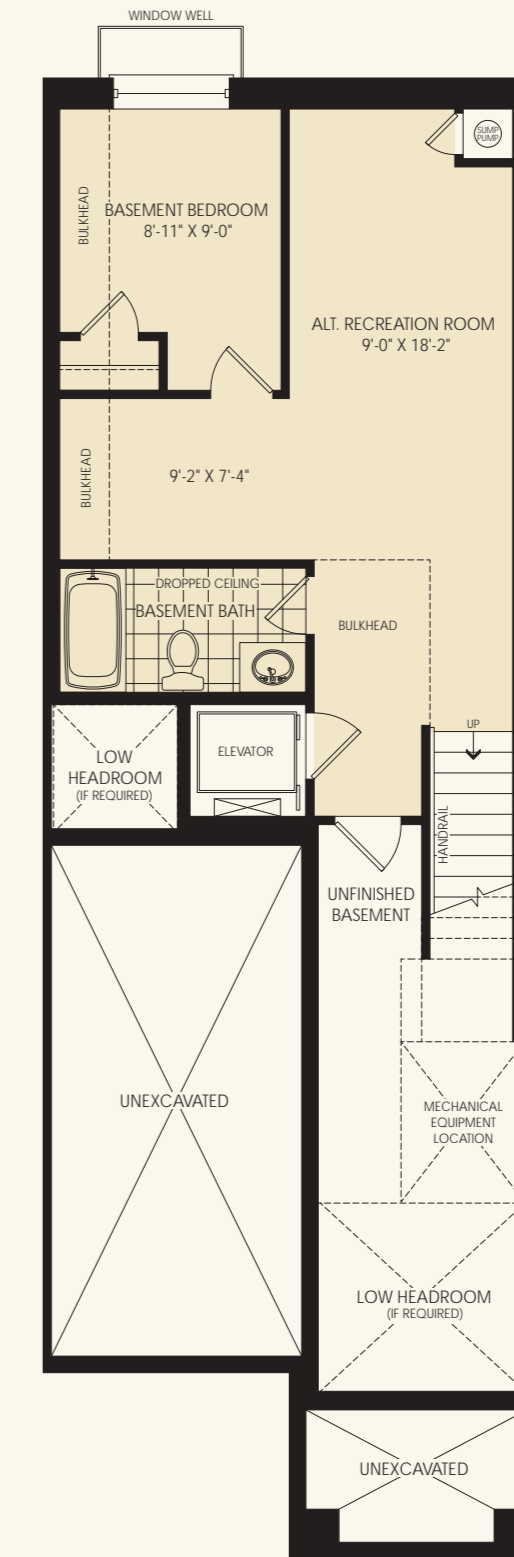 WINDOW WELL
SUMP
PUMP
BULKHEAD
BASEMENT BEDROOM
8'-11" X 9'-0"
ALT. RECREATION ROOM
9'-0" X 18'-2"
BULKHEAD
9'-2" X 7'-4"
DROPPED CEILING
BASEMENT BATH
BULKHEAD
UP
ELEVATOR
LOW
HEADROOM
(IF REQUIRED)
HANDRAIL
UNFINISHED
BASEMENT
UNEXCAVATED
MECHANICAL
EQUIPMENT
LOCATION
LOW HEADROOM
(IF REQUIRED)
UNEXCAVATED